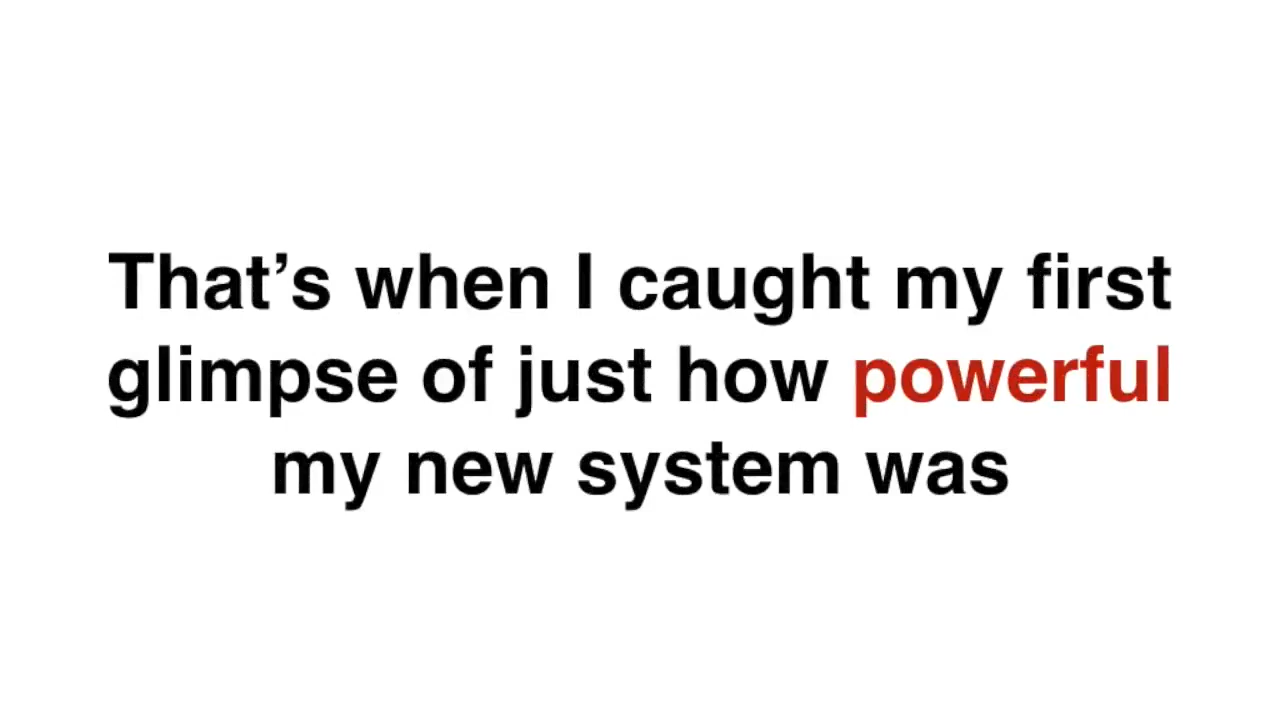 That’s when I caught my first
glimpse of just how powerful
my new system was